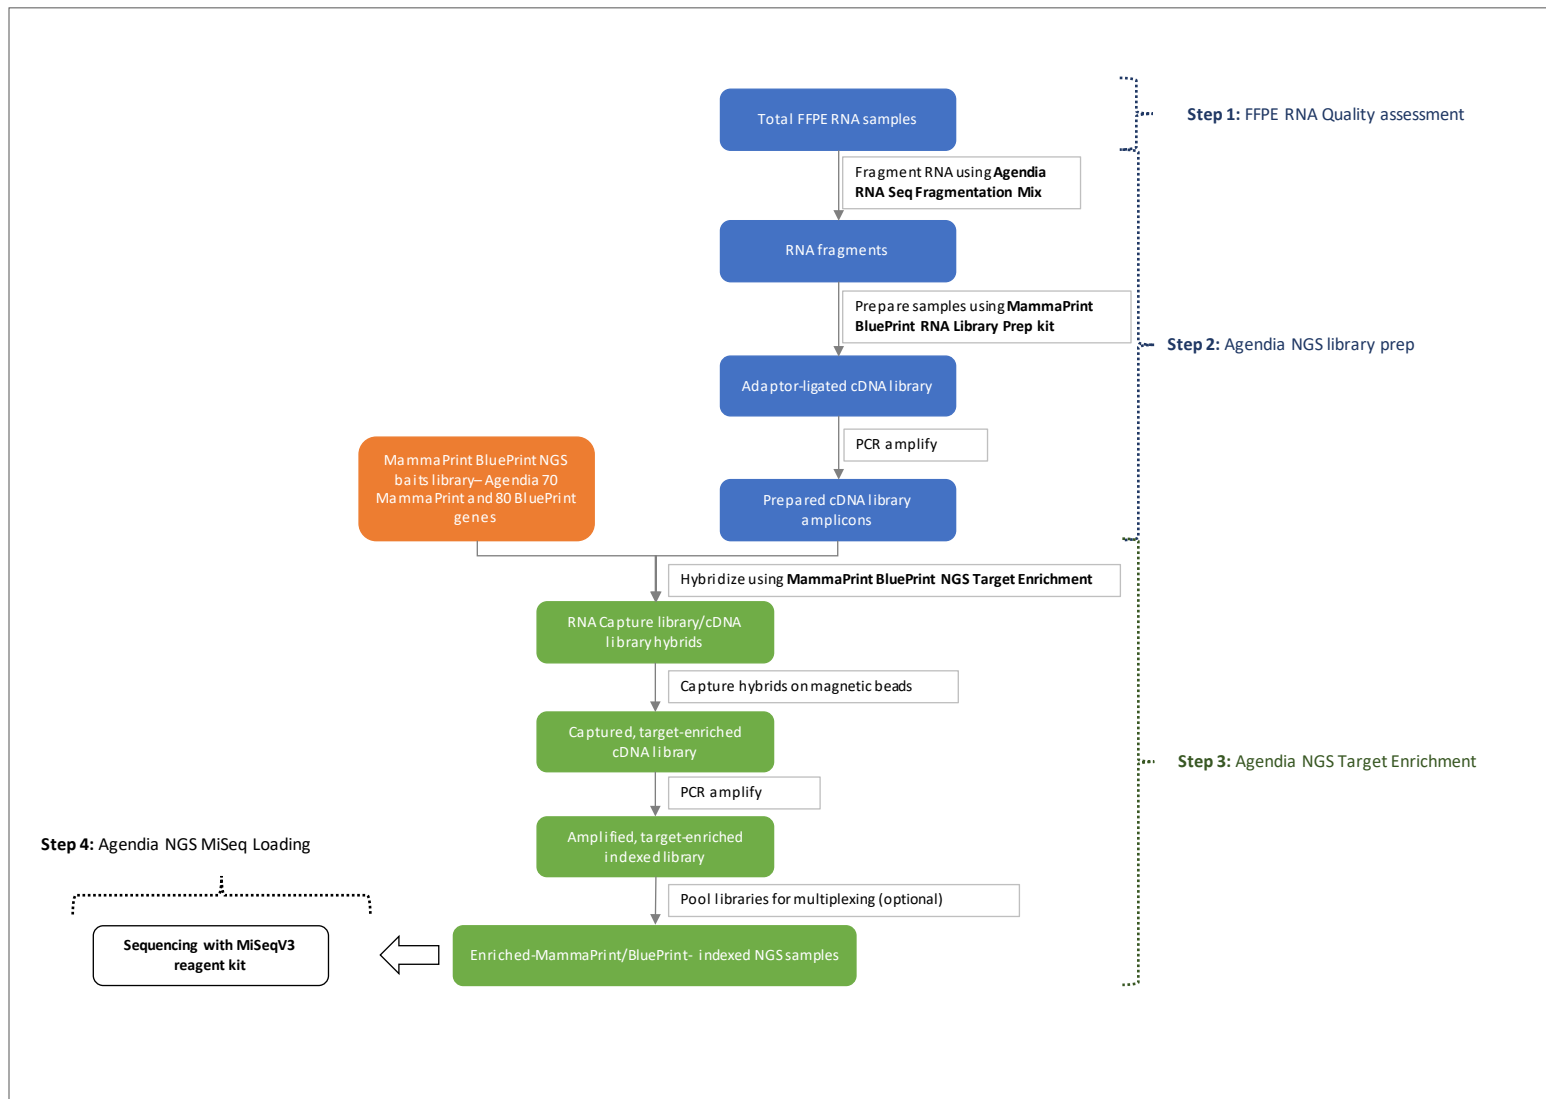 Total FFPE RNA samples
Step 1: FFPE RNA Quality assessment
Fragment RNA using Agendia
RNA Seq Fragmentation Mix
RNA fragments
Prepare samples using MammaPrint
BluePrint RNA Library Prep kit
Step 2: Agendia NGS library prep
Adaptor-ligated cDNA library
PCR amplify
MammaPrint BluePrint NGS
baits library– Agendia 70
MammaPrint and 80 BluePrint
genes
Prepared cDNA library
amplicons
Hybridize using MammaPrint BluePrint NGS Target Enrichment
RNA Capture library/cDNA
library hybrids
Capture hybrids on magnetic beads
Captured, target-enriched
cDNA library
Step 3: Agendia NGS Target Enrichment
PCR amplify
Amplified, target-enriched
indexed library
Step 4: Agendia NGS MiSeq Loading
Pool libraries for multiplexing (optional)
Sequencing with MiSeqV3
reagent kit
Enriched-MammaPrint/BluePrint- indexed NGS samples